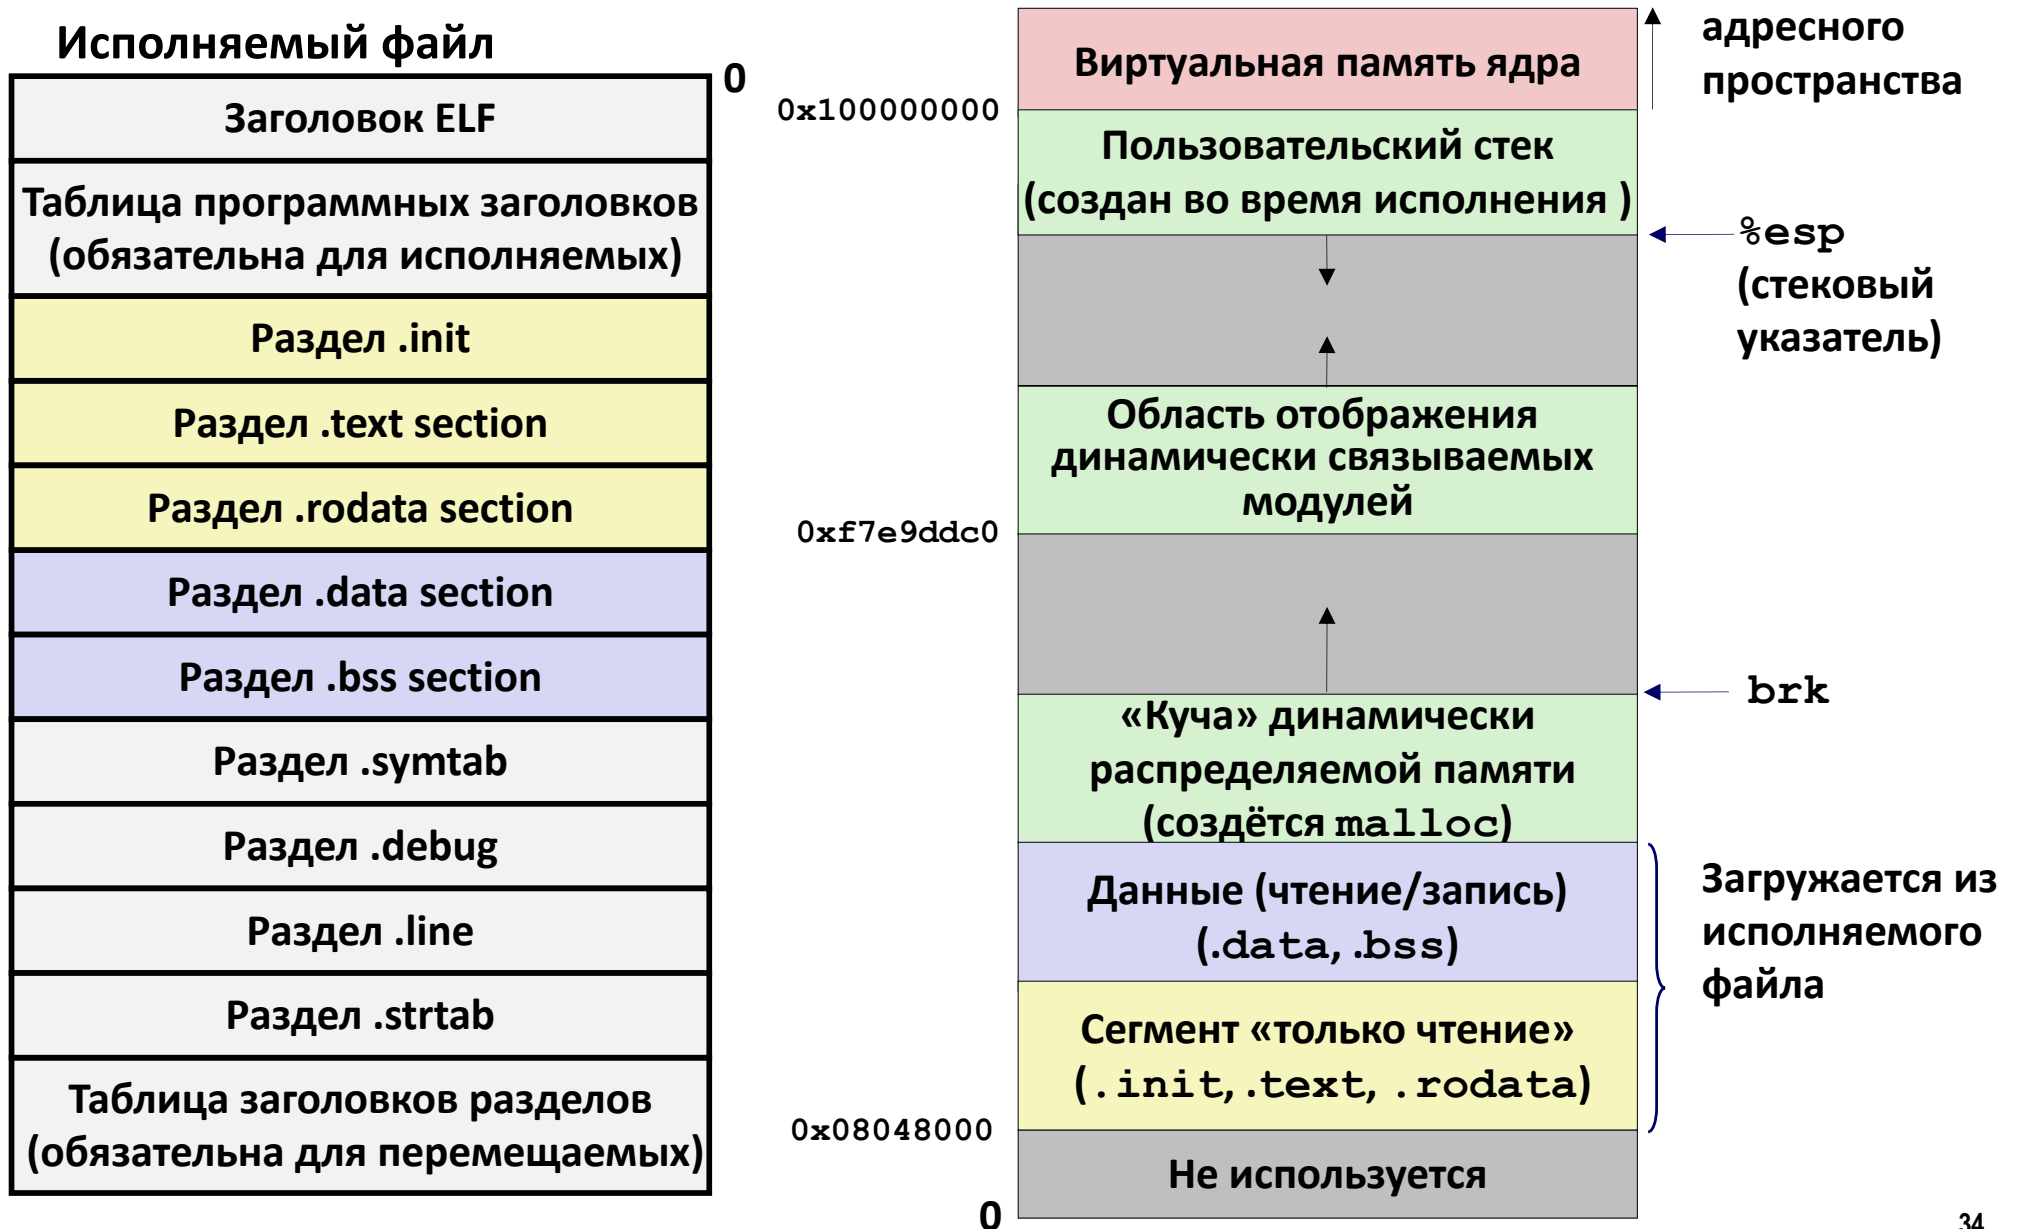 Исполняемый файл
0
Заголовок ELF
Таблица программных заголовков
(обязательна для исполняемых)
Раздел .init
Раздел .text section
Раздел .rodata section
Раздел .data section
Раздел .bss section
Раздел .symtab
Раздел .debug
Раздел .line
Раздел .strtab
Таблица заголовков разделов
(обязательна для перемещаемых)
адресного
пространства
Виртуальная память ядра
0x100000000
Пользовательский стек
(создан во время исполнения )
%esp
(стековый
указатель)
Область отображения
динамически связываемых
модулей
0xf7e9ddc0
brk
«Куча» динамически
распределяемой памяти
(создётся malloc)
Данные (чтение/запись)
(.data, .bss)
Загружается из
исполняемого
файла
Сегмент «только чтение»
(.init, .text, .rodata)
0x08048000
Не используется
0
34